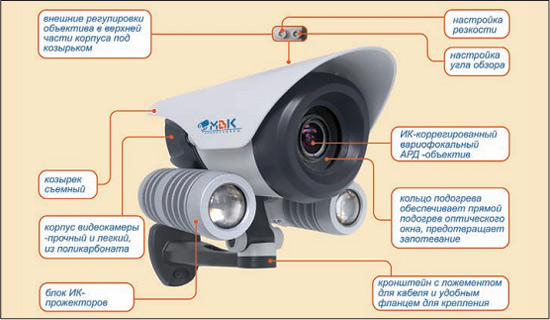 внешние регулировки
объектива в верхней
части корпуса под
козырьком
настройка
резкости
настройка
угла обзора
МВК
ИК-коррегированный
вариофокальный
АРД -объектив
козырек
съемный
кольцо подогрева
обеспечивает прямой
подогрев оптического
окна, предотвращает
запотевание
корпус видеокамеры
-прочный и легкий,
из поликарбоната
блок ИК-
прожекторов
кронштейн с ложементом
для кабеля и удобным
фланцем для крепления